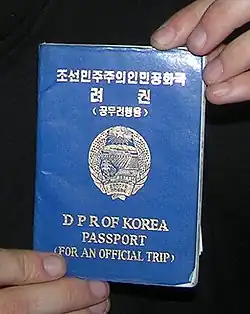 조선민주주의인민공화국
려 권
(공무려행용)
D P R OF KOREA
PASSPORT
(FOR AN OFFICIAL TRIP)